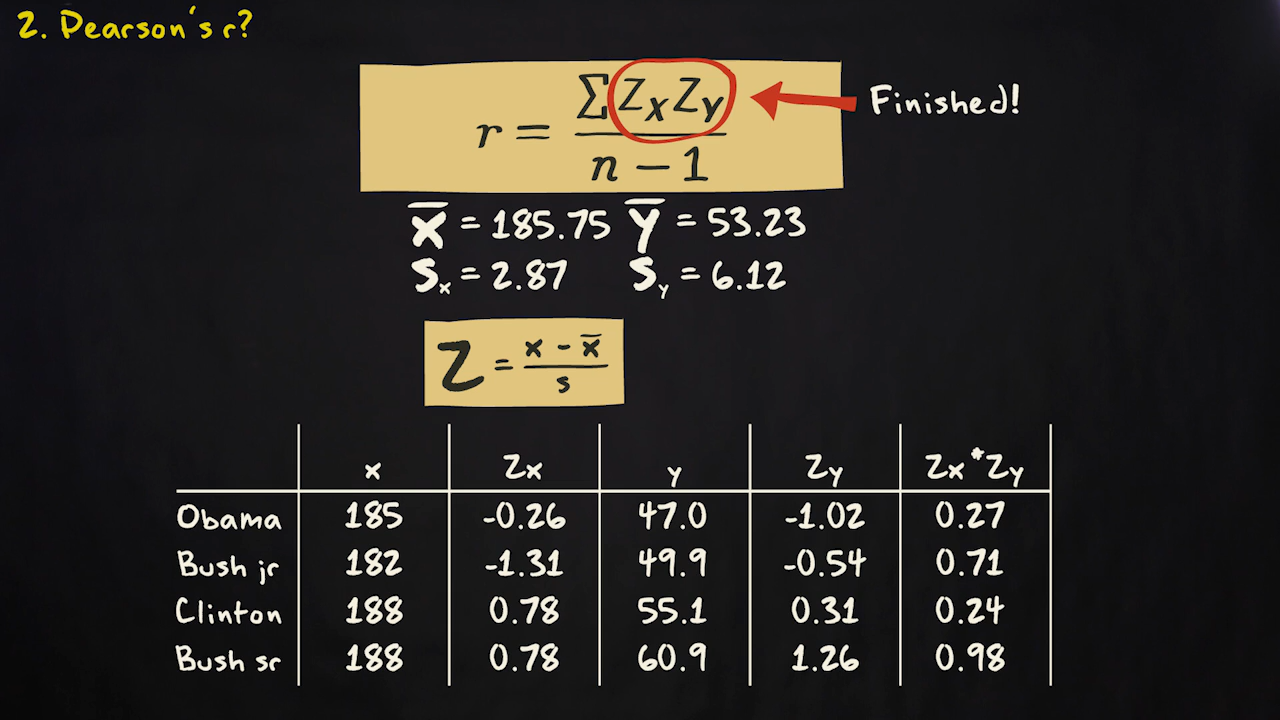 2. Pearson's r?
r = ∑ZxZy / n − 1
Finished!
x̅ = 185.75 y̅ = 53.23
Sx = 2.87 Sy = 6.12
Z = x - x̅ / s
x Zx y Zy Zx*Zy
Obama 185 -0.26 47.0 -1.02 0.27
Bush jr 182 -1.31 49.9 -0.54 0.71
Clinton 188 0.78 55.1 0.31 0.24
Bush sr 188 0.78 60.9 1.26 0.98